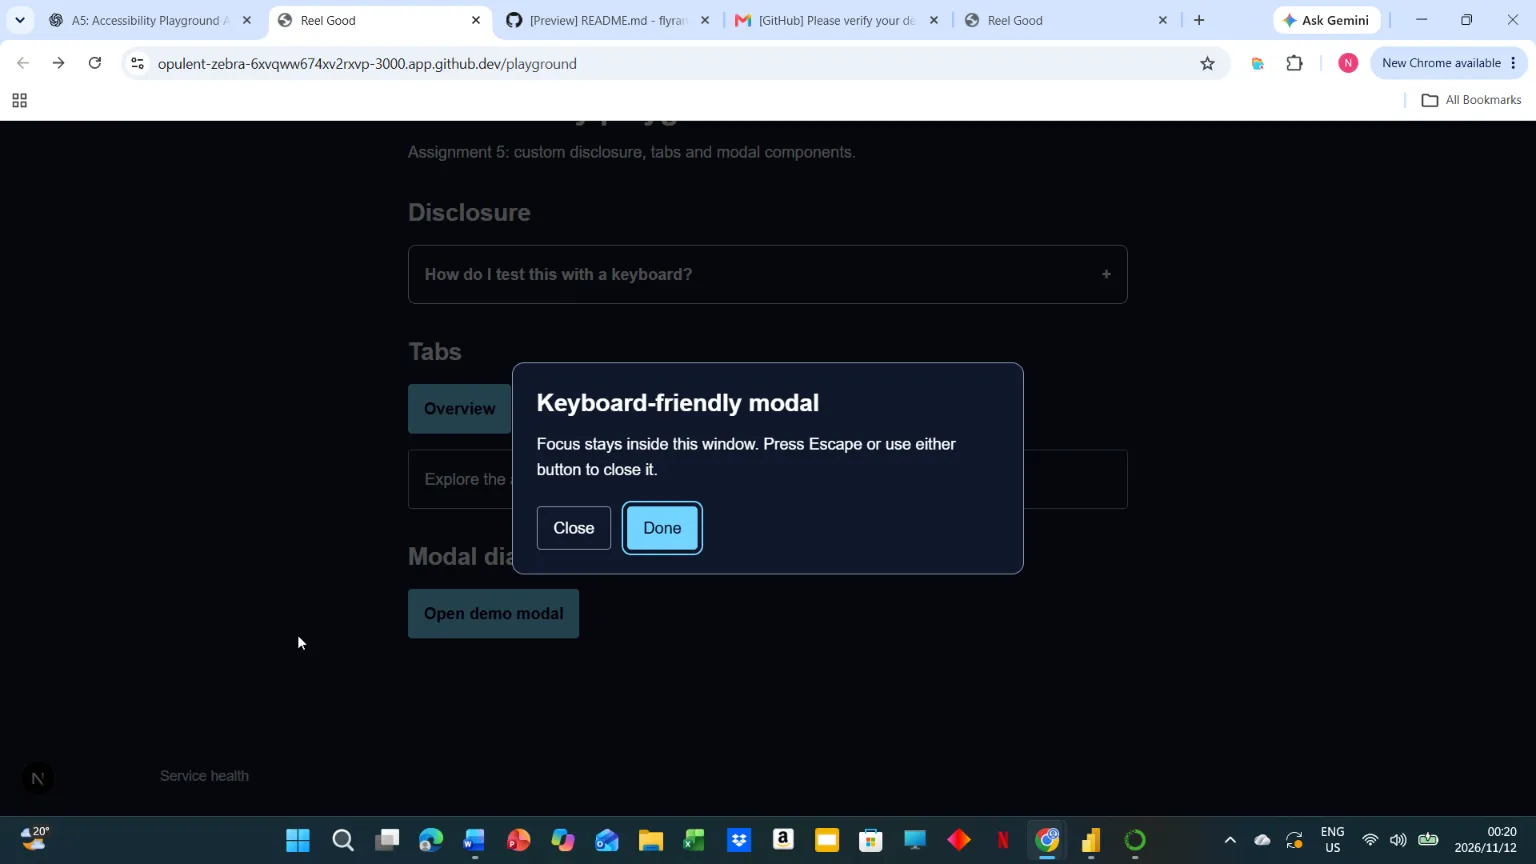 A5: Accessibility Playground A
Reel Good
[Preview] README.md - flyran
[GitHub] Please verify your de
Reel Good
Ask Gemini
opulent-zebra-6xvqww674xv2rxvp-3000.app.github.dev/playground
N
New Chrome available
All Bookmarks
Assignment 5: custom disclosure, tabs and modal components.
Disclosure
How do I test this with a keyboard?
+
Tabs
Overview
Explore the
Keyboard-friendly modal
Focus stays inside this window. Press Escape or use either
button to close it.
Close
Done
Modal dia
Open demo modal
N
Service health
20°
ENG
US
00:20
2026/11/12